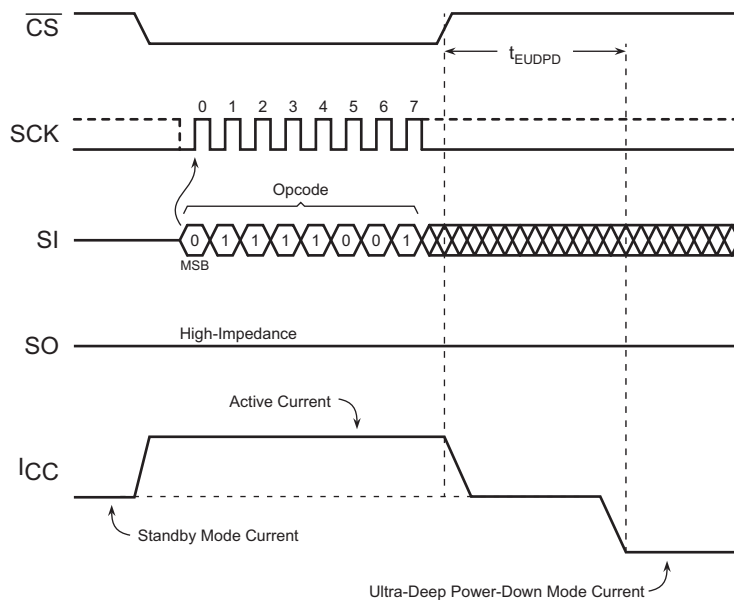 CS
tEUDPD
0 1 2 3 4 5 6 7
SCK
Opcode
SI
0 1 1 1 1 0 0 1
MSB
High-Impedance
SO
Active Current
ICC
Standby Mode Current
Ultra-Deep Power-Down Mode Current